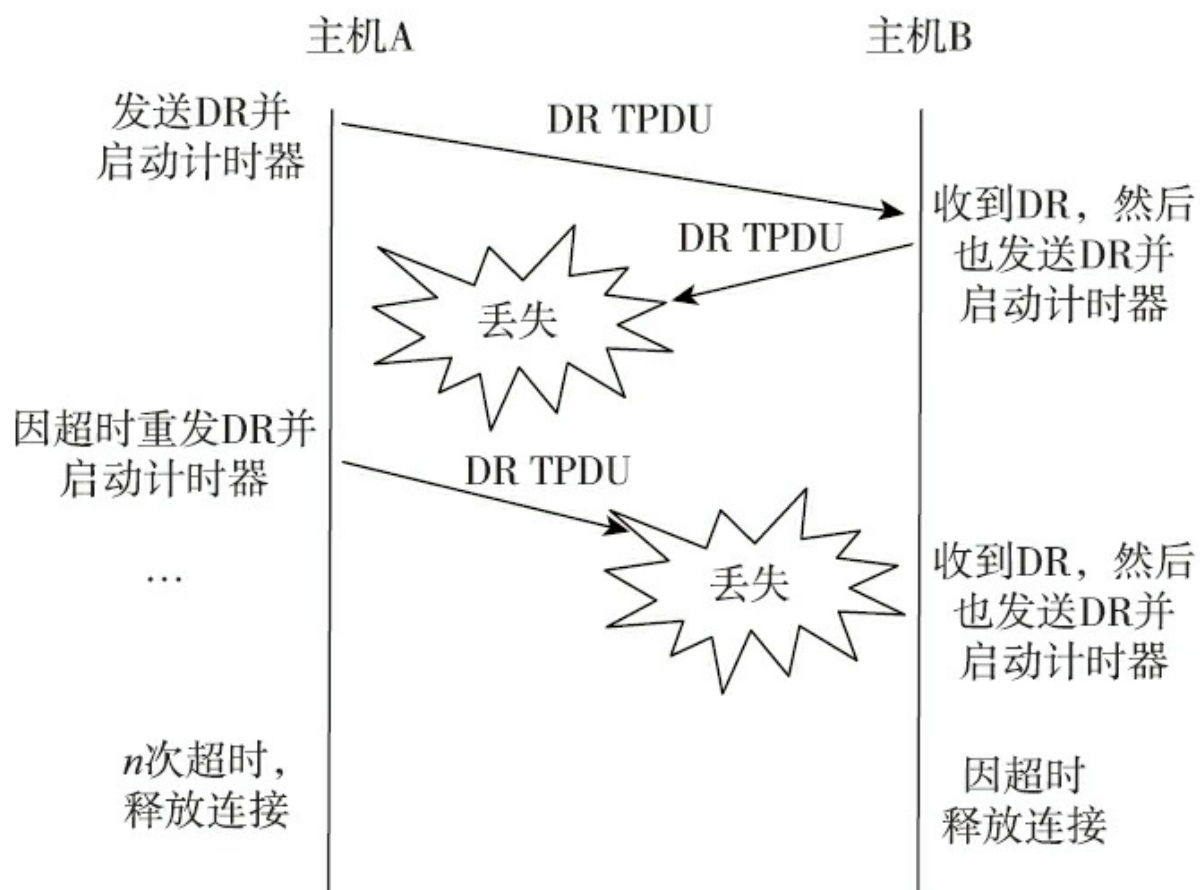 主机A
主机B
发送DR并
启动计时器
DR TPDU
收到DR，然后
也发送DR并
启动计时器
DR TPDU
丢失
因超时重发DR并
启动计时器
DR TPDU
丢失
…
收到DR，然后
也发送DR并
启动计时器
n次超时，
释放连接
因超时
释放连接